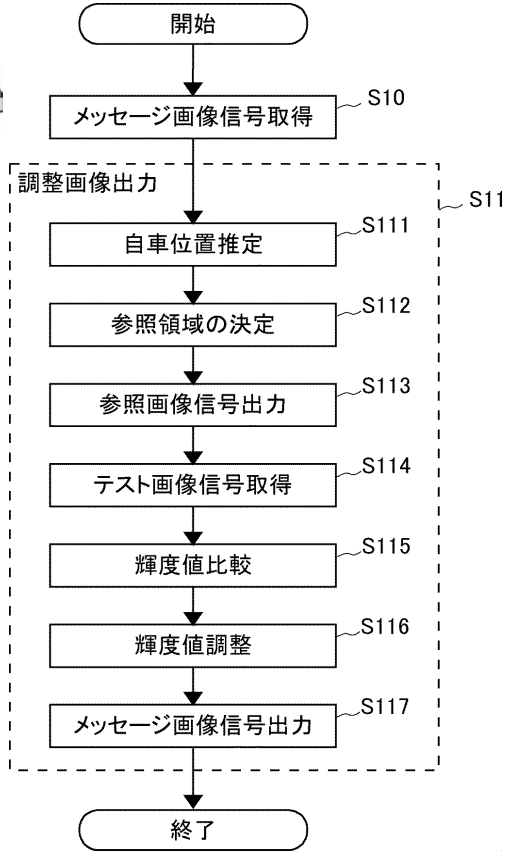 開始
メッセージ画像信号取得
S10
調整画像出力
S11
自車位置推定
S111
参照領域の決定
S112
参照画像信号出力
S113
テスト画像信号取得
S114
輝度値比較
S115
輝度値調整
S116
メッセージ画像信号出力
S117
終了